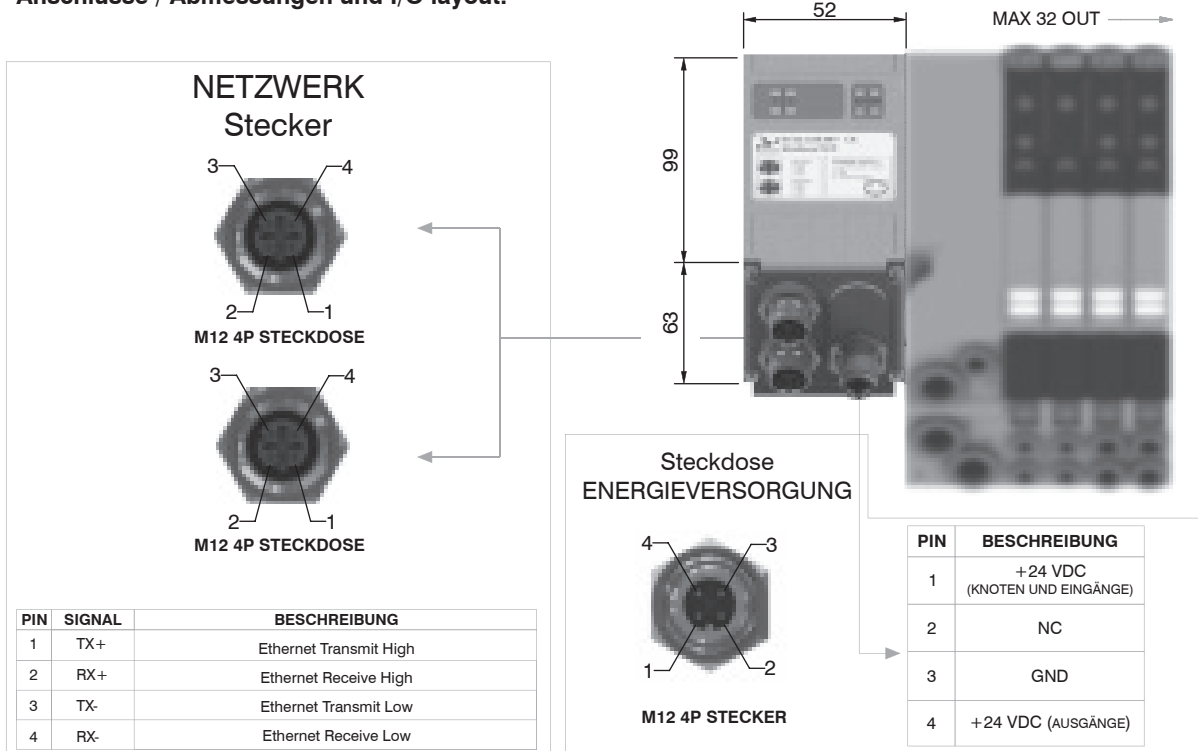 Anschlüsse / Abmessungen und I/O layout:
52
MAX 32 OUT
99
63
NETZWERK
Stecker
3
4
2
1
M12 4P STECKDOSE
3
4
2
1
M12 4P STECKDOSE
PIN SIGNAL BESCHREIBUNG
1 TX+ Ethernet Transmit High
2 RX+ Ethernet Receive High
3 TX- Ethernet Transmit Low
4 RX- Ethernet Receive Low
Steckdose
ENERGIEVERSORGUNG
4
3
1
2
M12 4P STECKER
PIN BESCHREIBUNG
1 +24 VDC
(KNOTEN UND EINGÄNGE)
2 NC
3 GND
4 +24 VDC (AUSGÄNGE)